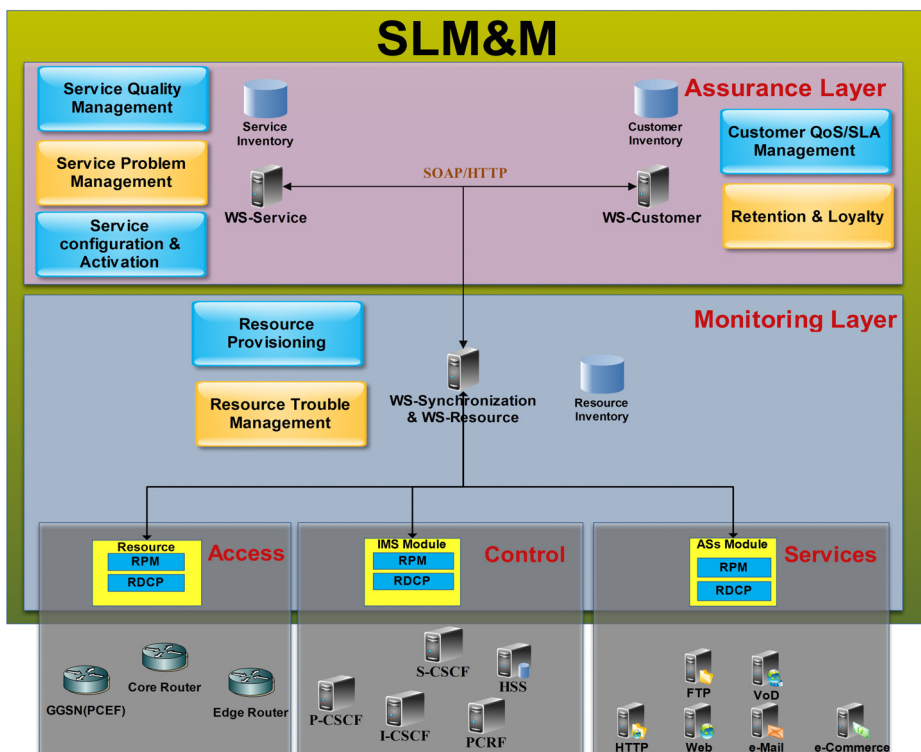 SLM&M
Assurance Layer
Service Quality
Management
Service Problem
Management
Service
configuration &
Activation
Service
Inventory
WS-Service
SOAP/HTTP
Customer
Inventory
WS-Customer
Customer QoS/SLA
Management
Retention & Loyalty
Monitoring Layer
Resource
Provisioning
Resource Trouble
Management
WS-Synchronization
& WS-Resource
Resource
Inventory
Resource
RPM
RDCP
Access
IMS Module
RPM
RDCP
Control
ASs Module
RPM
RDCP
Services
GGSN(PCEF)
Core Router
Edge Router
S-CSCF
HSS
P-CSCF
I-CSCF
PCRF
FTP
VoD
HTTP
Web
e-Mail
e-Commerce